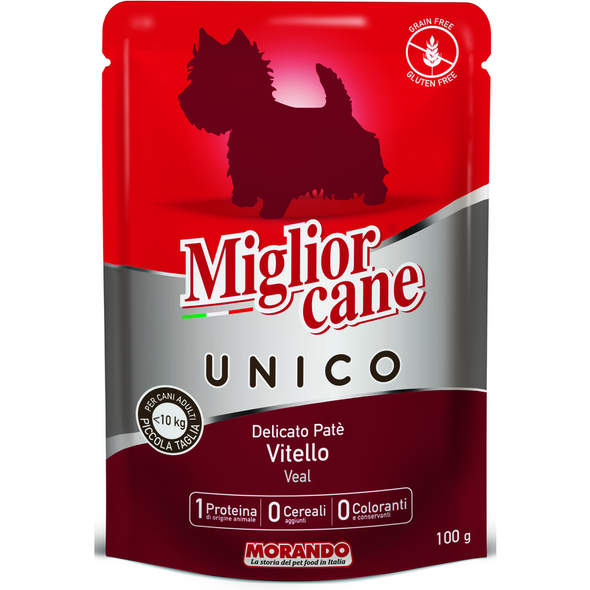 GRAIN FREE
GLUTEN FREE
Miglior
cane
UNICO
PER CANI ADULTI
<10 kg
PICCOLA TAGLIA
Delicato Patè
Vitello
Veal
1 Proteina
di origine animale
0 Cereali
aggiunti
0 Coloranti
e conservanti
100 g
MORANDO
La storia del pet food in Italia